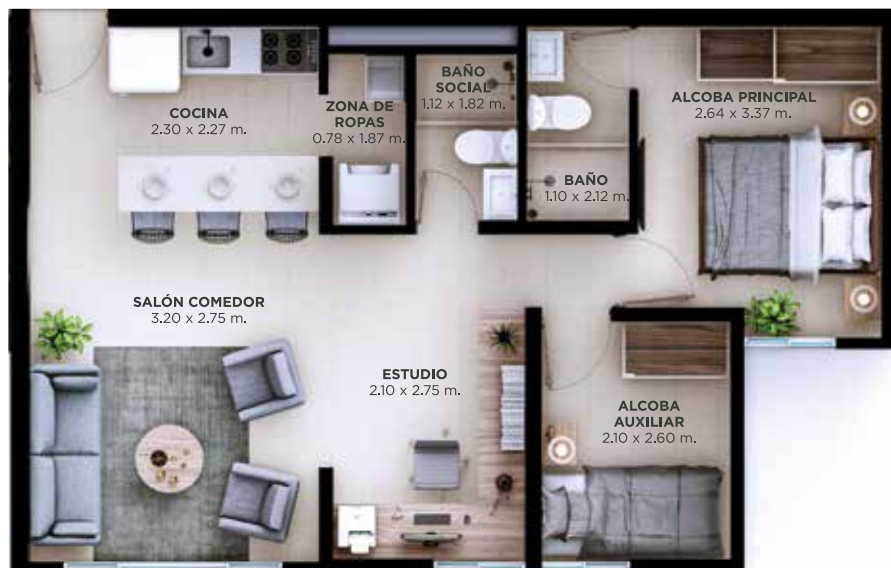 COCINA
2.30 x 2.27 m.
ZONA DE
ROPAS
0.78 x 1.87 m.
BAÑO
SOCIAL
1.12 x 1.82 m.
BAÑO
1.10 x 2.12 m.
ALCOBA PRINCIPAL
2.64 x 3.37 m.
SALÓN COMEDOR
3.20 x 2.75 m.
ESTUDIO
2.10 x 2.75 m.
ALCOBA
AUXILIAR
2.10 x 2.60 m.